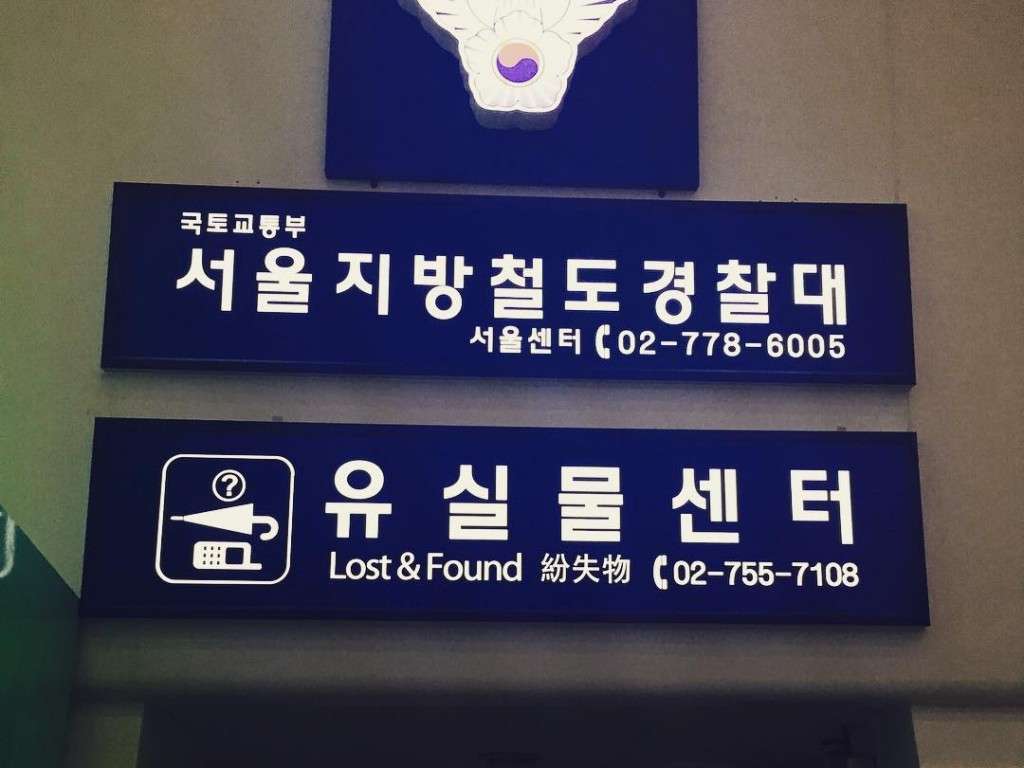 국토교통부
서울지방철도경찰대
서울센터 02-778-6005
유실물센터
Lost & Found 紛失物 02-755-7108